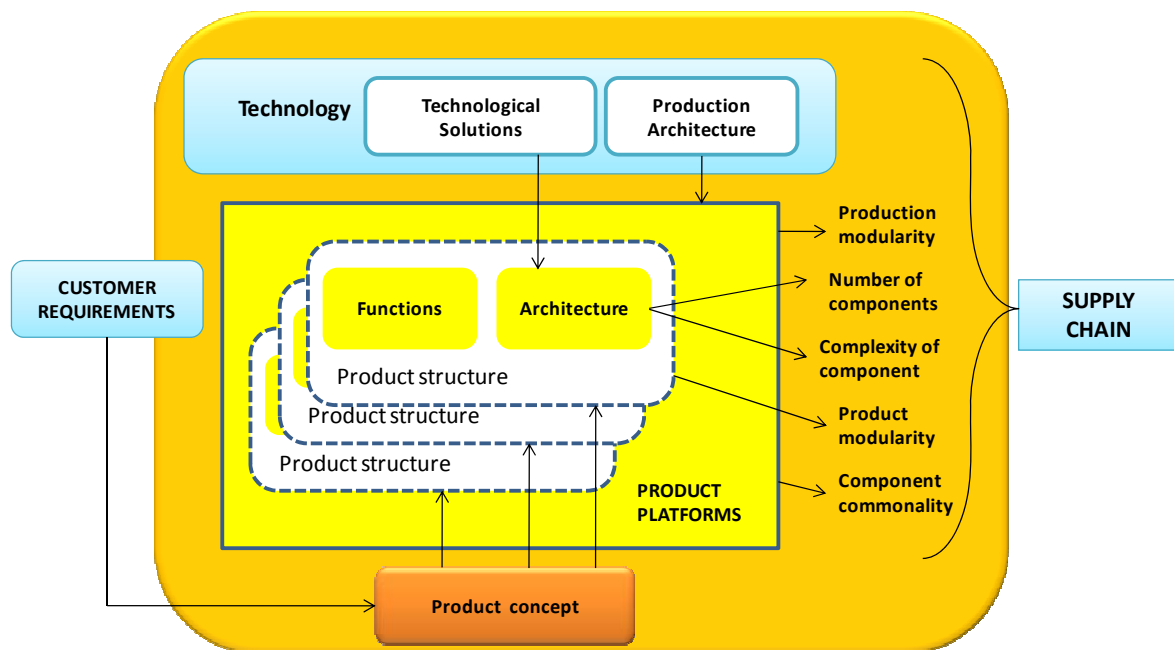 Technology
Technological
Solutions
Production
Architecture
CUSTOMER
REQUIREMENTS
Functions
Architecture
Product structure
Product structure
Product structure
PRODUCT
PLATFORMS
Production
modularity
Number of
components
Complexity of
component
Product
modularity
Component
commonality
SUPPLY
CHAIN
Product concept